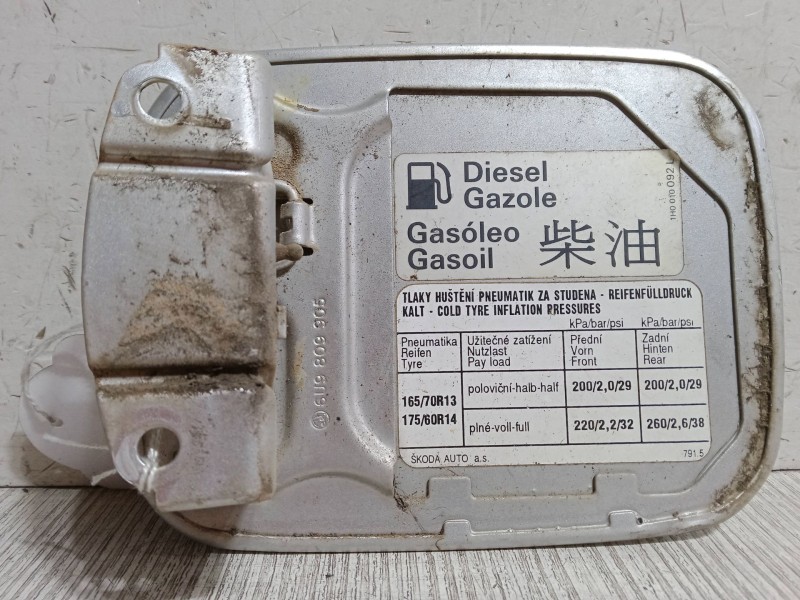 Diesel
Gazole
Gasóleo
Gasoil
柴油
1H0 010 092 L
TLAKY HUŠTĚNÍ PNEUMATIK ZA STUDENA - REIFENFÜLLDRUCK
KALT - COLD TYRE INFLATION PRESSURES
kPa/bar/psi kPa/bar/psi
Pneumatika Užitečné zatížení Přední Zadní
Reifen Nutzlast Vorn Hinten
Tyre Pay load Front Rear
165/70R13 poloviční-halb-half 200/2,0/29 200/2,0/29
175/60R14 plné-voll-full 220/2,2/32 260/2,6/38
ŠKODA AUTO a.s. 791.5
6U9 809 905